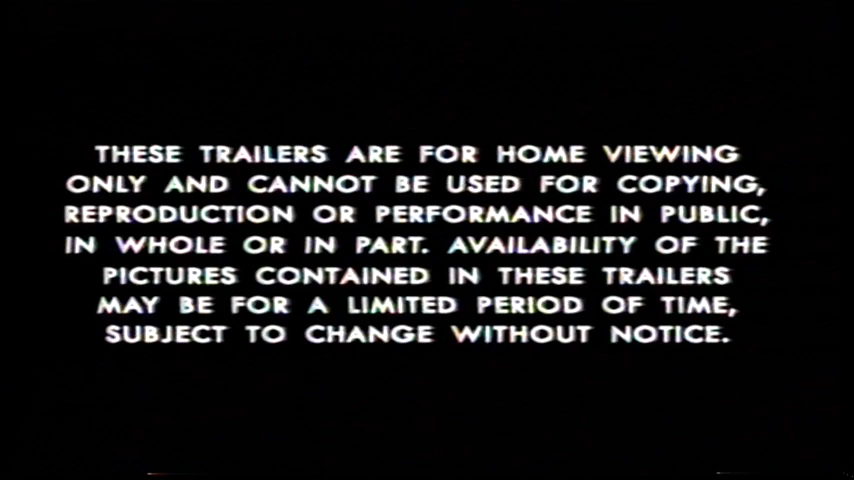 THESE TRAILERS ARE FOR HOME VIEWING
ONLY AND CANNOT BE USED FOR COPYING,
REPRODUCTION OR PERFORMANCE IN PUBLIC,
IN WHOLE OR IN PART. AVAILABILITY OF THE
PICTURES CONTAINED IN THESE TRAILERS
MAY BE FOR A LIMITED PERIOD OF TIME,
SUBJECT TO CHANGE WITHOUT NOTICE.